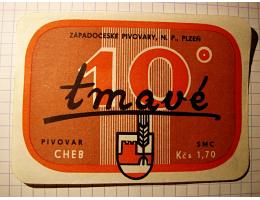 ZÁPADOČESKÉ PIVOVARY, N. P., PLZEŇ
10°
tmavé
PIVOVAR
CHEB
SMC
Kčs 1,70